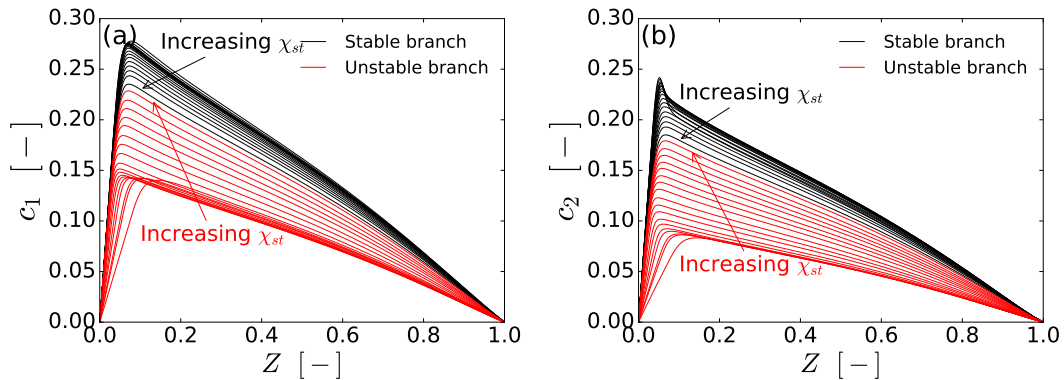 (a)
Increasing χst
Stable branch
Unstable branch
Increasing χst
0.30
0.25
0.20
0.15
0.10
0.05
0.00
c1 [−]
0.0 0.2 0.4 0.6 0.8 1.0
Z [−]
(b)
Stable branch
Unstable branch
Increasing χst
Increasing χst
0.30
0.25
0.20
0.15
0.10
0.05
0.00
c2 [−]
0.0 0.2 0.4 0.6 0.8 1.0
Z [−]